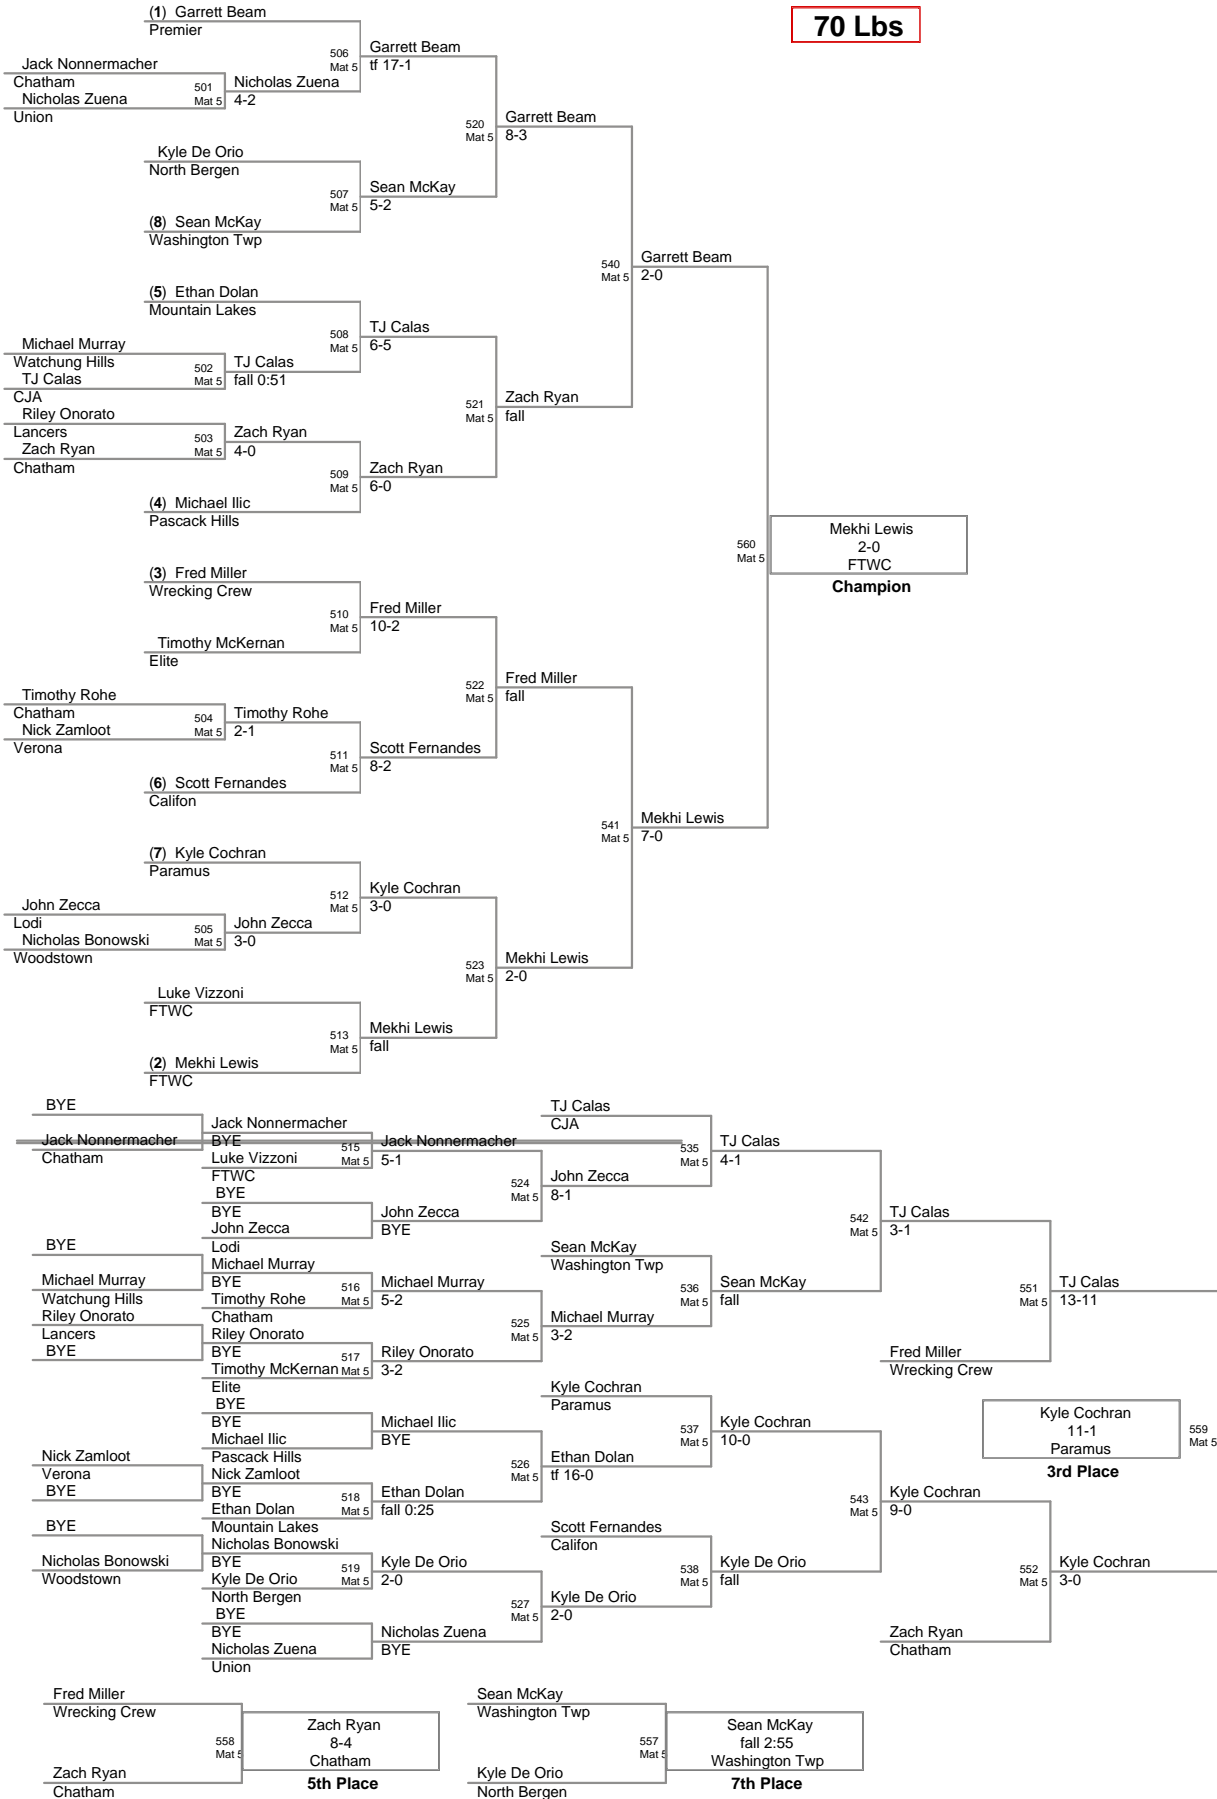 70 Lbs
(1) Garrett Beam
Premier
506
Mat 5
Garrett Beam
tf 17-1
Jack Nonnermacher
Chatham
501
Mat 5
Nicholas Zuena
4-2
Nicholas Zuena
Union
520
Mat 5
Garrett Beam
8-3
Kyle De Orio
North Bergen
507
Mat 5
Sean McKay
5-2
(8) Sean McKay
Washington Twp
540
Mat 5
Garrett Beam
2-0
(5) Ethan Dolan
Mountain Lakes
508
Mat 5
TJ Calas
6-5
Michael Murray
Watchung Hills
502
Mat 5
TJ Calas
fall 0:51
TJ Calas
CJA
521
Mat 5
Zach Ryan
fall
Riley Onorato
Lancers
503
Mat 5
Zach Ryan
4-0
Zach Ryan
Chatham
509
Mat 5
Zach Ryan
6-0
(4) Michael Ilic
Pascack Hills
560
Mat 5
Mekhi Lewis
2-0
FTWC
Champion
(3) Fred Miller
Wrecking Crew
510
Mat 5
Fred Miller
10-2
Timothy McKernan
Elite
522
Mat 5
Fred Miller
fall
Timothy Rohe
Chatham
504
Mat 5
Timothy Rohe
2-1
Nick Zamloot
Verona
511
Mat 5
Scott Fernandes
8-2
(6) Scott Fernandes
Califon
541
Mat 5
Mekhi Lewis
7-0
(7) Kyle Cochran
Paramus
512
Mat 5
Kyle Cochran
3-0
John Zecca
Lodi
505
Mat 5
John Zecca
3-0
Nicholas Bonowski
Woodstown
523
Mat 5
Mekhi Lewis
2-0
Luke Vizzoni
FTWC
513
Mat 5
Mekhi Lewis
fall
(2) Mekhi Lewis
FTWC
BYE
Jack Nonnermacher
Chatham
Jack Nonnermacher
BYE
Luke Vizzoni
FTWC
515
Mat 5
Jack Nonnermacher
5-1
BYE
BYE
John Zecca
Lodi
John Zecca
BYE
524
Mat 5
John Zecca
8-1
TJ Calas
CJA
535
Mat 5
TJ Calas
4-1
BYE
Michael Murray
Watchung Hills
Michael Murray
BYE
Timothy Rohe
Chatham
516
Mat 5
Michael Murray
5-2
Riley Onorato
Lancers
BYE
Riley Onorato
BYE
Timothy McKernan
Elite
517
Mat 5
Riley Onorato
3-2
525
Mat 5
Michael Murray
3-2
Sean McKay
Washington Twp
536
Mat 5
Sean McKay
fall
542
Mat 5
TJ Calas
3-1
Fred Miller
Wrecking Crew
551
Mat 5
TJ Calas
13-11
BYE
BYE
Michael Ilic
Pascack Hills
Michael Ilic
BYE
Nick Zamloot
Verona
BYE
Nick Zamloot
BYE
Ethan Dolan
Mountain Lakes
518
Mat 5
Ethan Dolan
fall 0:25
526
Mat 5
Ethan Dolan
tf 16-0
Kyle Cochran
Paramus
537
Mat 5
Kyle Cochran
10-0
BYE
Nicholas Bonowski
Woodstown
Nicholas Bonowski
BYE
Kyle De Orio
North Bergen
519
Mat 5
Kyle De Orio
2-0
BYE
BYE
Nicholas Zuena
Union
Nicholas Zuena
BYE
527
Mat 5
Kyle De Orio
2-0
Scott Fernandes
Califon
538
Mat 5
Kyle De Orio
fall
543
Mat 5
Kyle Cochran
9-0
Zach Ryan
Chatham
552
Mat 5
Kyle Cochran
3-0
Kyle Cochran
11-1
Paramus
3rd Place
559
Mat 5
Fred Miller
Wrecking Crew
558
Mat 5
Zach Ryan
Chatham
Zach Ryan
8-4
Chatham
5th Place
Sean McKay
Washington Twp
557
Mat 5
Kyle De Orio
North Bergen
Sean McKay
fall 2:55
Washington Twp
7th Place